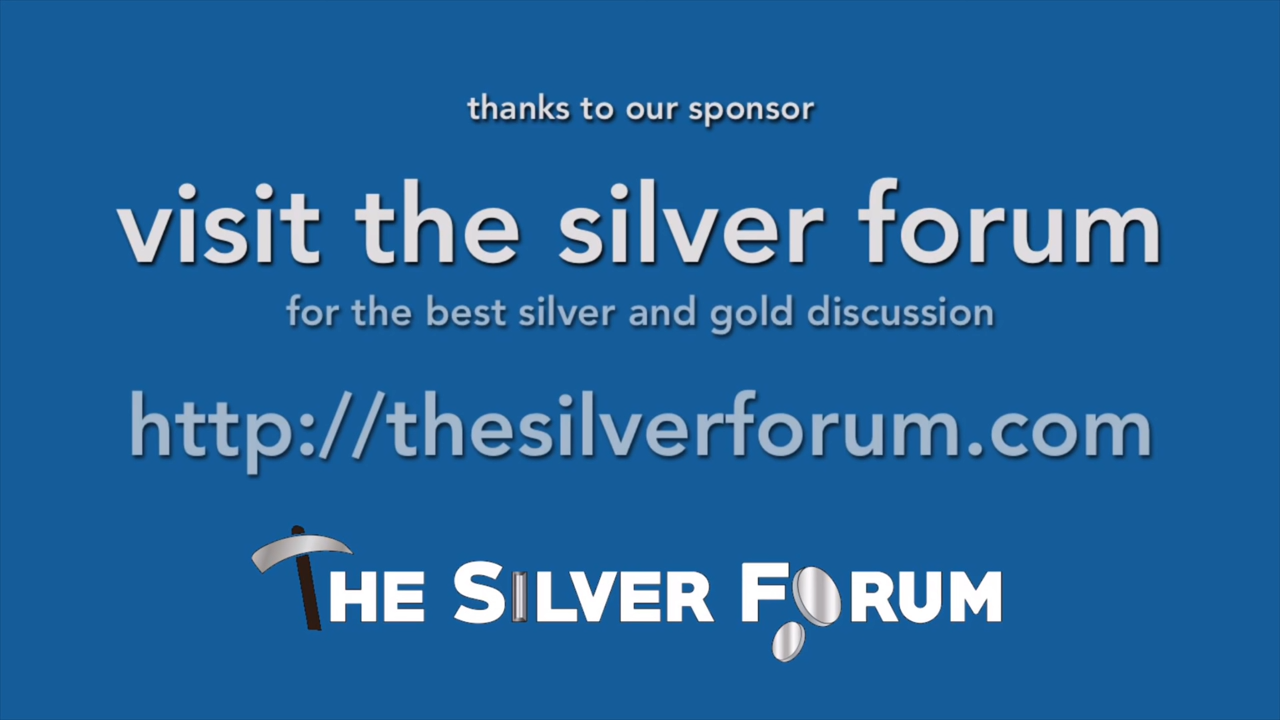 thanks to our sponsor
visit the silver forum
for the best silver and gold discussion
http://thesilverforum.com
THE SILVER FORUM